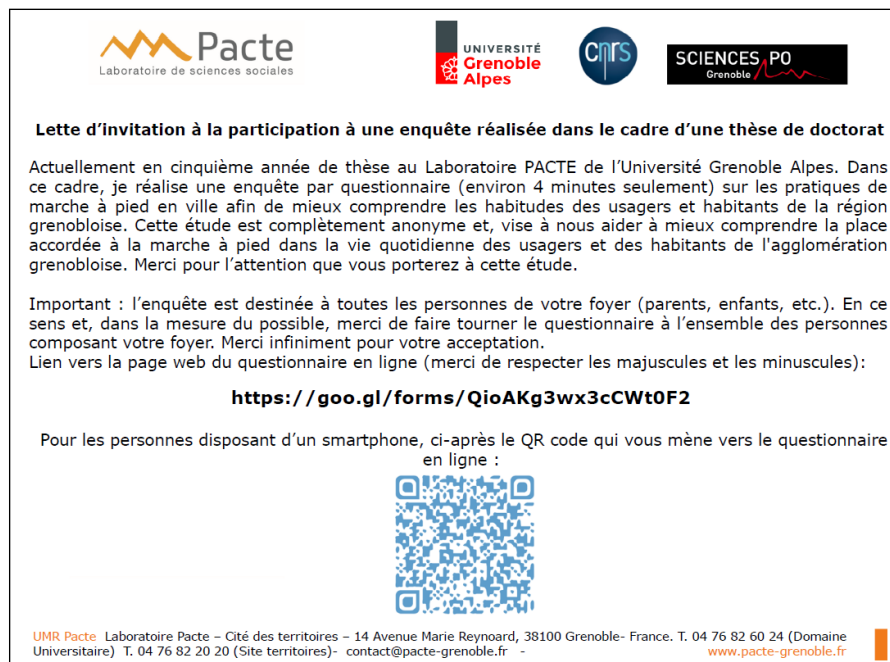 Pacte
Laboratoire de sciences sociales
UNIVERSITÉ
Grenoble
Alpes
cnrs
SCIENCES PO
Grenoble
Lette d’invitation à la participation à une enquête réalisée dans le cadre d’une thèse de doctorat
Actuellement en cinquième année de thèse au Laboratoire PACTE de l’Université Grenoble Alpes. Dans
ce cadre, je réalise une enquête par questionnaire (environ 4 minutes seulement) sur les pratiques de
marche à pied en ville afin de mieux comprendre les habitudes des usagers et habitants de la région
grenobloise. Cette étude est complètement anonyme et, vise à nous aider à mieux comprendre la place
accordée à la marche à pied dans la vie quotidienne des usagers et des habitants de l'agglomération
grenobloise. Merci pour l’attention que vous porterez à cette étude.
Important : l’enquête est destinée à toutes les personnes de votre foyer (parents, enfants, etc.). En ce
sens et, dans la mesure du possible, merci de faire tourner le questionnaire à l’ensemble des personnes
composant votre foyer. Merci infiniment pour votre acceptation.
Lien vers la page web du questionnaire en ligne (merci de respecter les majuscules et les minuscules):
https://goo.gl/forms/QioAKg3wx3cCWt0F2
Pour les personnes disposant d’un smartphone, ci-après le QR code qui vous mène vers le questionnaire
en ligne :
UMR Pacte Laboratoire Pacte – Cité des territoires – 14 Avenue Marie Reynoard, 38100 Grenoble- France. T. 04 76 82 60 24 (Domaine
Universitaire) T. 04 76 82 20 20 (Site territoires)- contact@pacte-grenoble.fr - www.pacte-grenoble.fr